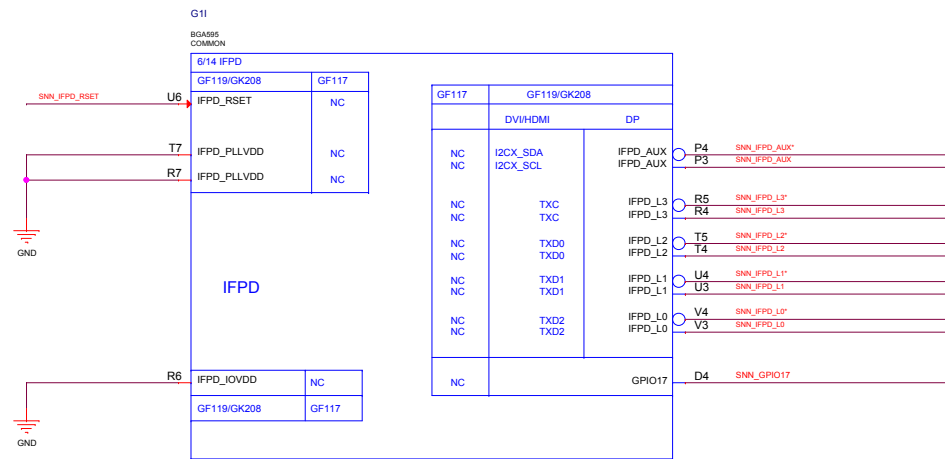 G1I
BGA595
COMMON
6/14 IFPD
GF119/GK208 GF117
SNN_IFPD_RSET U6 IFPD_RSET NC
T7 IFPD_PLLVDD NC
R7 IFPD_PLLVDD NC
GND
IFPD
R6 IFPD_IOVDD NC
GF119/GK208 GF117
GND
GF117 GF119/GK208
DVI/HDMI DP
NC I2CX_SDA IFPD_AUX P4 SNN_IFPD_AUX*
NC I2CX_SCL IFPD_AUX P3 SNN_IFPD_AUX
NC TXC IFPD_L3 R5 SNN_IFPD_L3*
NC TXC IFPD_L3 R4 SNN_IFPD_L3
NC TXD0 IFPD_L2 T5 SNN_IFPD_L2*
NC TXD0 IFPD_L2 T4 SNN_IFPD_L2
NC TXD1 IFPD_L1 U4 SNN_IFPD_L1*
NC TXD1 IFPD_L1 U3 SNN_IFPD_L1
NC TXD2 IFPD_L0 V4 SNN_IFPD_L0*
NC TXD2 IFPD_L0 V3 SNN_IFPD_L0
NC GPIO17 D4 SNN_GPIO17